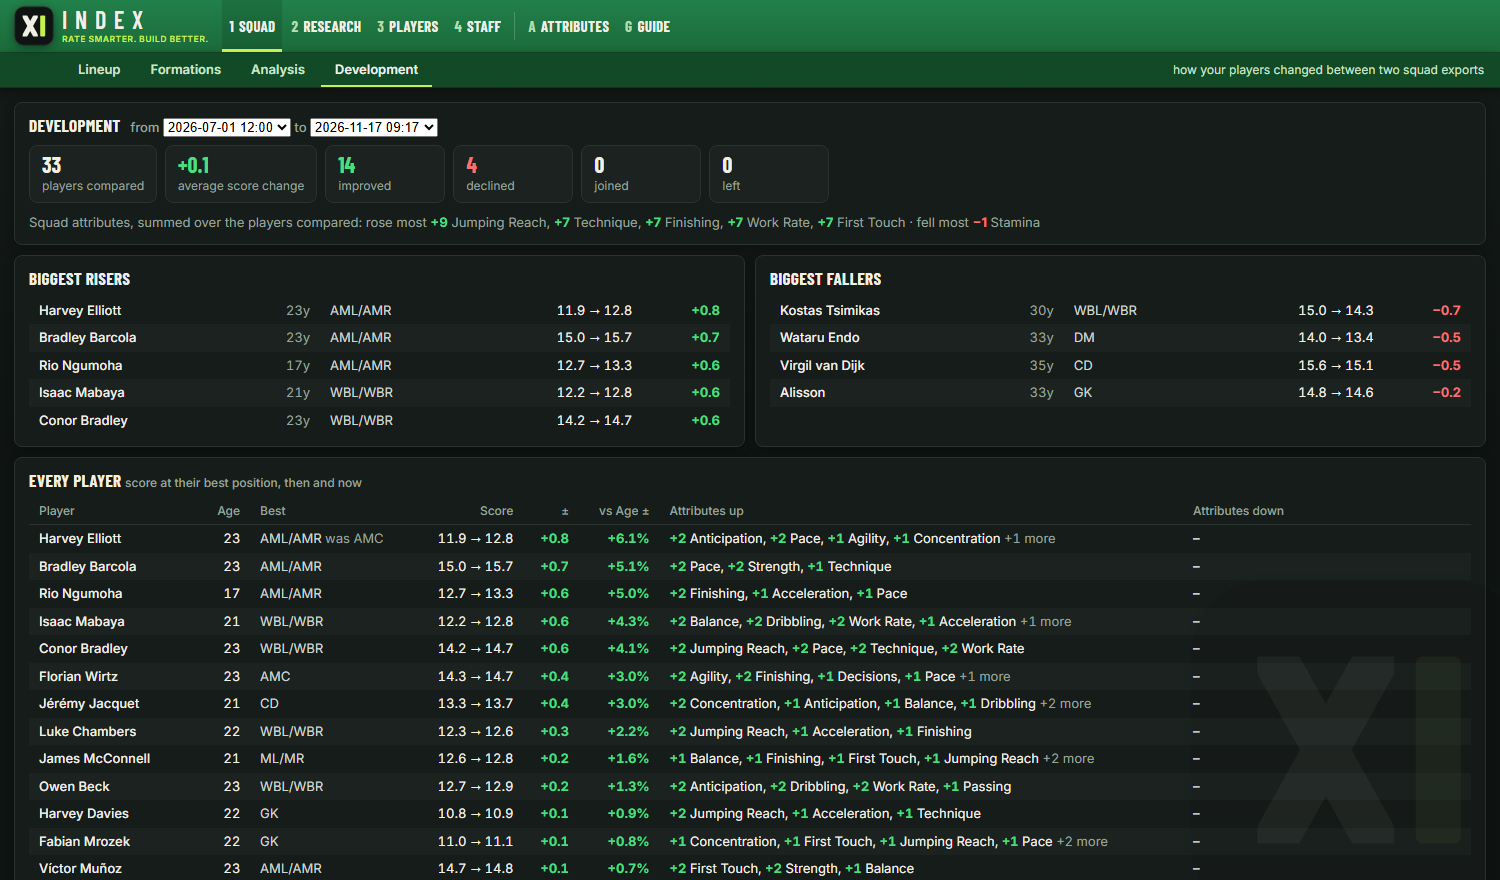 XI INDEX
RATE SMARTER. BUILD BETTER.
1 SQUAD 2 RESEARCH 3 PLAYERS 4 STAFF A ATTRIBUTES G GUIDE
Lineup Formations Analysis Development how your players changed between two squad exports
DEVELOPMENT from 2026-07-01 12:00 to 2026-11-17 09:17
33 +0.1 14 4 0 0
players compared average score change improved declined joined left
Squad attributes, summed over the players compared: rose most +9 Jumping Reach, +7 Technique, +7 Finishing, +7 Work Rate, +7 First Touch · fell most −1 Stamina
BIGGEST RISERS
Harvey Elliott 23y AML/AMR 11.9 → 12.8 +0.8
Bradley Barcola 23y AML/AMR 15.0 → 15.7 +0.7
Rio Ngumoha 17y AML/AMR 12.7 → 13.3 +0.6
Isaac Mabaya 21y WBL/WBR 12.2 → 12.8 +0.6
Conor Bradley 23y WBL/WBR 14.2 → 14.7 +0.6
BIGGEST FALLERS
Kostas Tsimikas 30y WBL/WBR 15.0 → 14.3 −0.7
Wataru Endo 33y DM 14.0 → 13.4 −0.5
Virgil van Dijk 35y CD 15.6 → 15.1 −0.5
Alisson 33y GK 14.8 → 14.6 −0.2
EVERY PLAYER score at their best position, then and now
Player Age Best Score ± vs Age ± Attributes up Attributes down
Harvey Elliott 23 AML/AMR was AMC 11.9 → 12.8 +0.8 +6.1% +2 Anticipation, +2 Pace, +1 Agility, +1 Concentration +1 more –
Bradley Barcola 23 AML/AMR 15.0 → 15.7 +0.7 +5.1% +2 Pace, +2 Strength, +1 Technique –
Rio Ngumoha 17 AML/AMR 12.7 → 13.3 +0.6 +5.0% +2 Finishing, +1 Acceleration, +1 Pace –
Isaac Mabaya 21 WBL/WBR 12.2 → 12.8 +0.6 +4.3% +2 Balance, +2 Dribbling, +2 Work Rate, +1 Acceleration +1 more –
Conor Bradley 23 WBL/WBR 14.2 → 14.7 +0.6 +4.1% +2 Jumping Reach, +2 Pace, +2 Technique, +2 Work Rate –
Florian Wirtz 23 AMC 14.3 → 14.7 +0.4 +3.0% +2 Agility, +2 Finishing, +1 Decisions, +1 Pace +1 more –
Jérémy Jacquet 21 CD 13.3 → 13.7 +0.4 +3.0% +2 Concentration, +1 Anticipation, +1 Balance, +1 Dribbling +2 more –
Luke Chambers 22 WBL/WBR 12.3 → 12.6 +0.3 +2.2% +2 Jumping Reach, +1 Acceleration, +1 Finishing –
James McConnell 21 ML/MR 12.6 → 12.8 +0.2 +1.6% +1 Balance, +1 Finishing, +1 First Touch, +1 Jumping Reach +2 more –
Owen Beck 23 WBL/WBR 12.7 → 12.9 +0.2 +1.3% +2 Anticipation, +2 Dribbling, +2 Work Rate, +1 Passing –
Harvey Davies 22 GK 10.8 → 10.9 +0.1 +0.9% +2 Jumping Reach, +1 Acceleration, +1 Technique –
Fabian Mrozek 22 GK 11.0 → 11.1 +0.1 +0.8% +1 Concentration, +1 First Touch, +1 Jumping Reach, +1 Pace +2 more –
Víctor Muñoz 23 AML/AMR 14.7 → 14.8 +0.1 +0.7% +2 First Touch, +2 Strength, +1 Balance –
XI